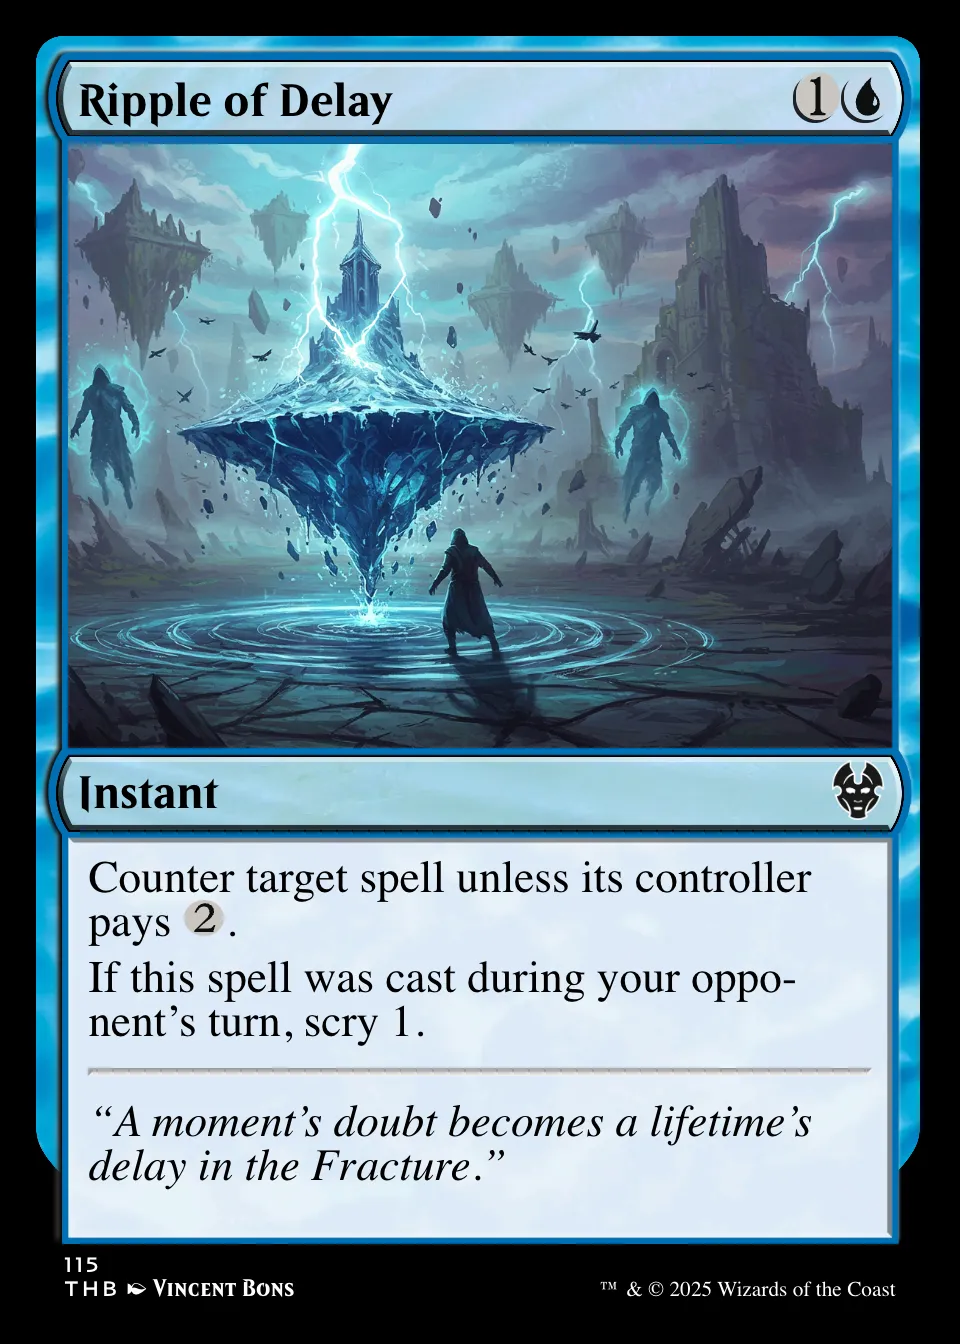 Ripple of Delay
1
Instant
Counter target spell unless its controller
pays 2.
If this spell was cast during your oppo-
nent's turn, scry 1.
“A moment's doubt becomes a lifetime's
delay in the Fracture.”
115
THB Vincent Bons
™ & © 2025 Wizards of the Coast